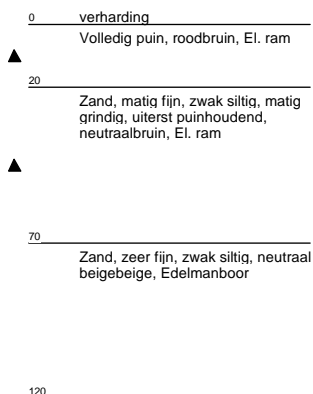 0 verharding
Volledig puin, roodbruin, El. ram
20
Zand, matig fijn, zwak siltig, matig
grindig, uiterst puinhoudend,
neutraalbruin, El. ram
70
Zand, zeer fijn, zwak siltig, neutraal
beigebeige, Edelmanboor
120